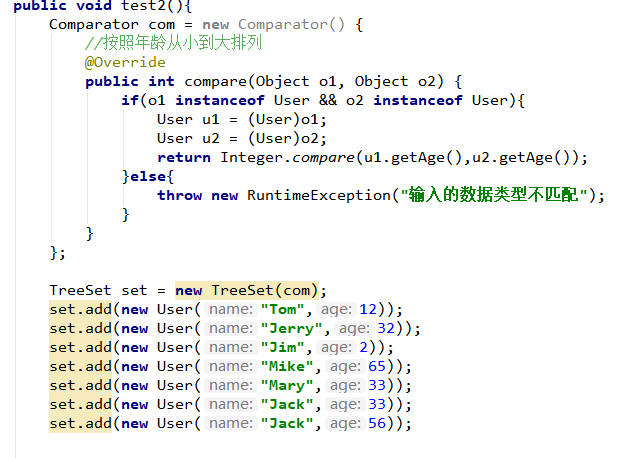 public void test2(){
Comparator com = new Comparator() {
//按照年龄从小到大排列
@Override
public int compare(Object o1, Object o2) {
if(o1 instanceof User && o2 instanceof User){
User u1 = (User)o1;
User u2 = (User)o2;
return Integer.compare(u1.getAge(),u2.getAge());
}else{
throw new RuntimeException("输入的数据类型不匹配");
}
}
};
TreeSet set = new TreeSet(com);
set.add(new User( name: "Tom", age: 12));
set.add(new User( name: "Jerry", age: 32));
set.add(new User( name: "Jim", age: 2));
set.add(new User( name: "Mike", age: 65));
set.add(new User( name: "Mary", age: 33));
set.add(new User( name: "Jack", age: 33));
set.add(new User( name: "Jack", age: 56));